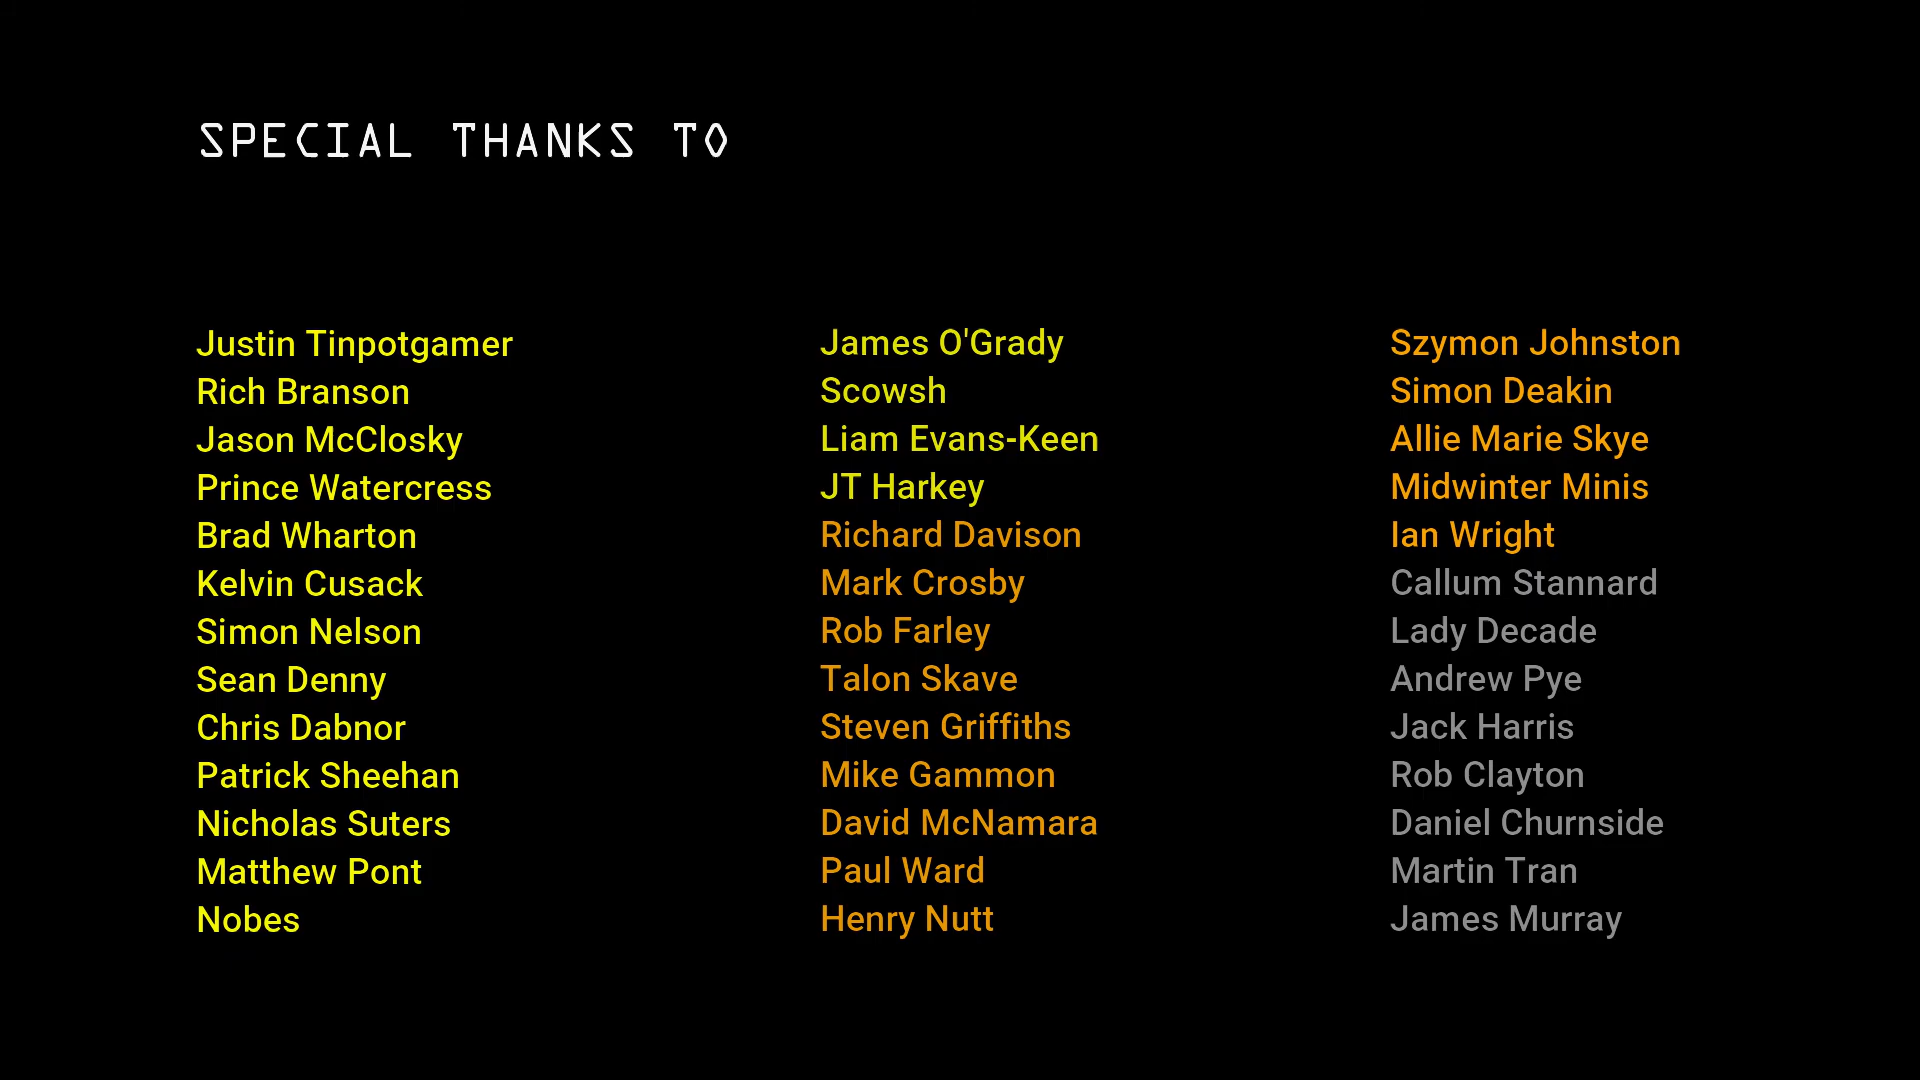 SPECIAL THANKS TO
Justin Tinpotgamer
Rich Branson
Jason McClosky
Prince Watercress
Brad Wharton
Kelvin Cusack
Simon Nelson
Sean Denny
Chris Dabnor
Patrick Sheehan
Nicholas Suters
Matthew Pont
Nobes
James O'Grady
Scowsh
Liam Evans-Keen
JT Harkey
Richard Davison
Mark Crosby
Rob Farley
Talon Skave
Steven Griffiths
Mike Gammon
David McNamara
Paul Ward
Henry Nutt
Szymon Johnston
Simon Deakin
Allie Marie Skye
Midwinter Minis
Ian Wright
Callum Stannard
Lady Decade
Andrew Pye
Jack Harris
Rob Clayton
Daniel Churnside
Martin Tran
James Murray